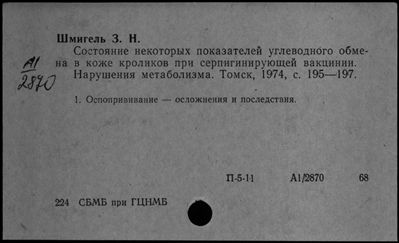 Шмигель З. Н.
Состояние некоторых показателей углеводного обме-
на в коже кроликов при серпигинирующей вакцинии.
Нарушения метаболизма. Томск, 1974, с. 195—197.
А1
2870
1. Оспопрививание — осложнения и последствия.
П-5-11 А1/2870 68
224 СБМБ при ГЦНМБ